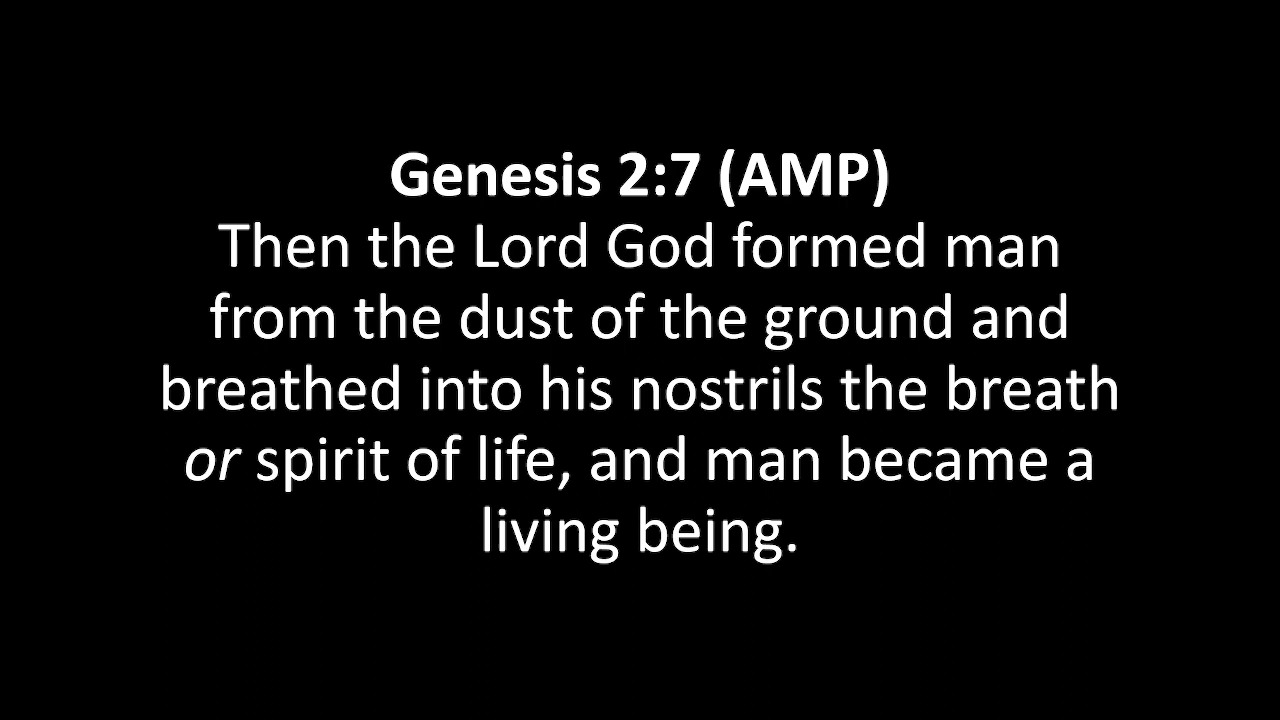 Genesis 2:7 (AMP)
Then the Lord God formed man
from the dust of the ground and
breathed into his nostrils the breath
or spirit of life, and man became a
living being.